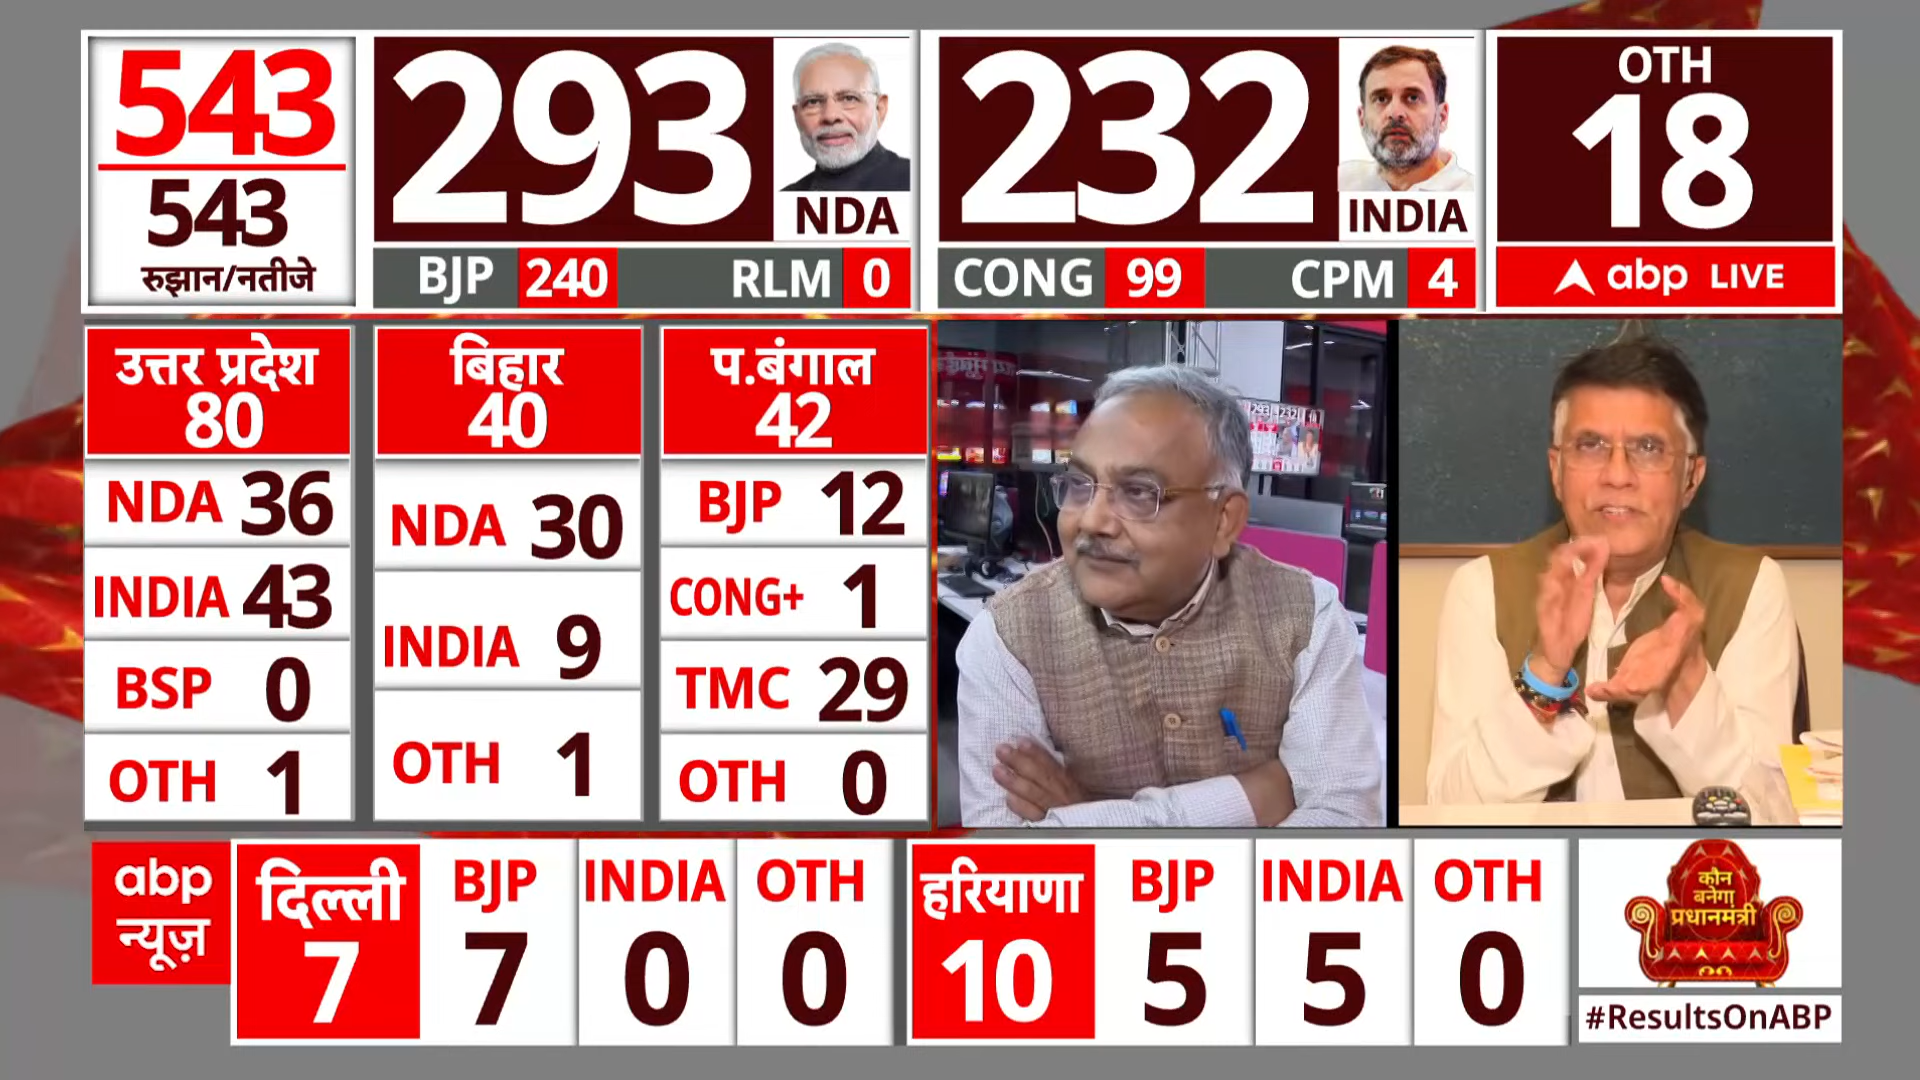 543
543
रुझान/नतीजे
293
NDA
BJP 240 RLM 0
232
INDIA
CONG 99 CPM 4
OTH
18
abp LIVE
उत्तर प्रदेश
80
NDA 36
INDIA 43
BSP 0
OTH 1
बिहार
40
NDA 30
INDIA 9
OTH 1
प.बंगाल
42
BJP 12
CONG+ 1
TMC 29
OTH 0
293 232
abp
न्यूज़
दिल्ली
7
BJP
7
INDIA
0
OTH
0
हरियाणा
10
BJP
5
INDIA
5
OTH
0
कौन
बनेगा
प्रधानमंत्री
#ResultsOnABP